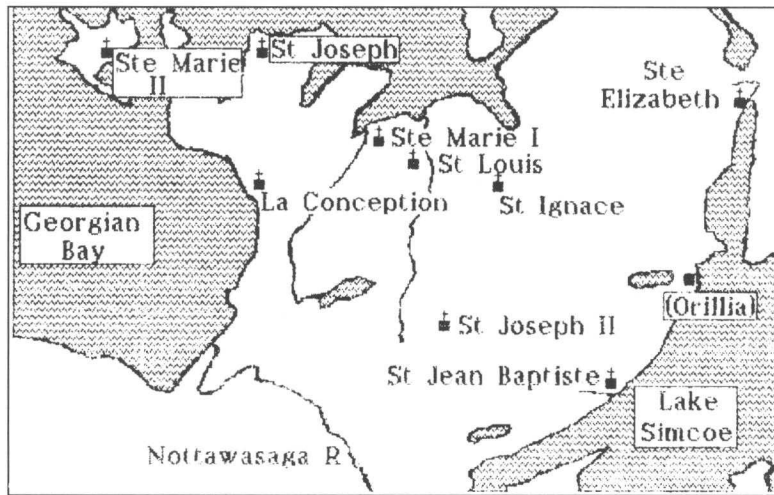 Ste Marie
II
St Joseph
Ste
Elizabeth
Ste Marie I
St Louis
La Conception
St Ignace
Georgian
Bay
(Orillia)
St Joseph II
St Jean Baptiste
Lake
Simcoe
Nottawasaga R